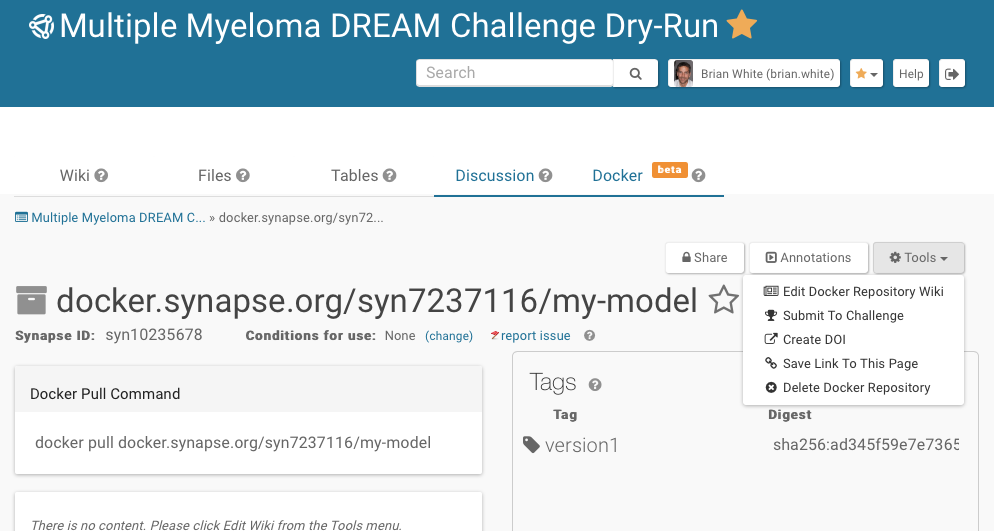 Multiple Myeloma DREAM Challenge Dry-Run
Search
Brian White (brian.white)
Help
Wiki
Files
Tables
Discussion
Docker
beta
Multiple Myeloma DREAM C... » docker.synapse.org/syn72...
Share
Annotations
Tools
Edit Docker Repository Wiki
Submit To Challenge
Create DOI
Save Link To This Page
Delete Docker Repository
docker.synapse.org/syn7237116/my-model
Synapse ID: syn10235678 Conditions for use: None (change) report issue
Docker Pull Command
docker pull docker.synapse.org/syn7237116/my-model
There is no content. Please click Edit Wiki from the Tools menu.
Tags
Tag Digest
version1 sha256:ad345f59e7e7365